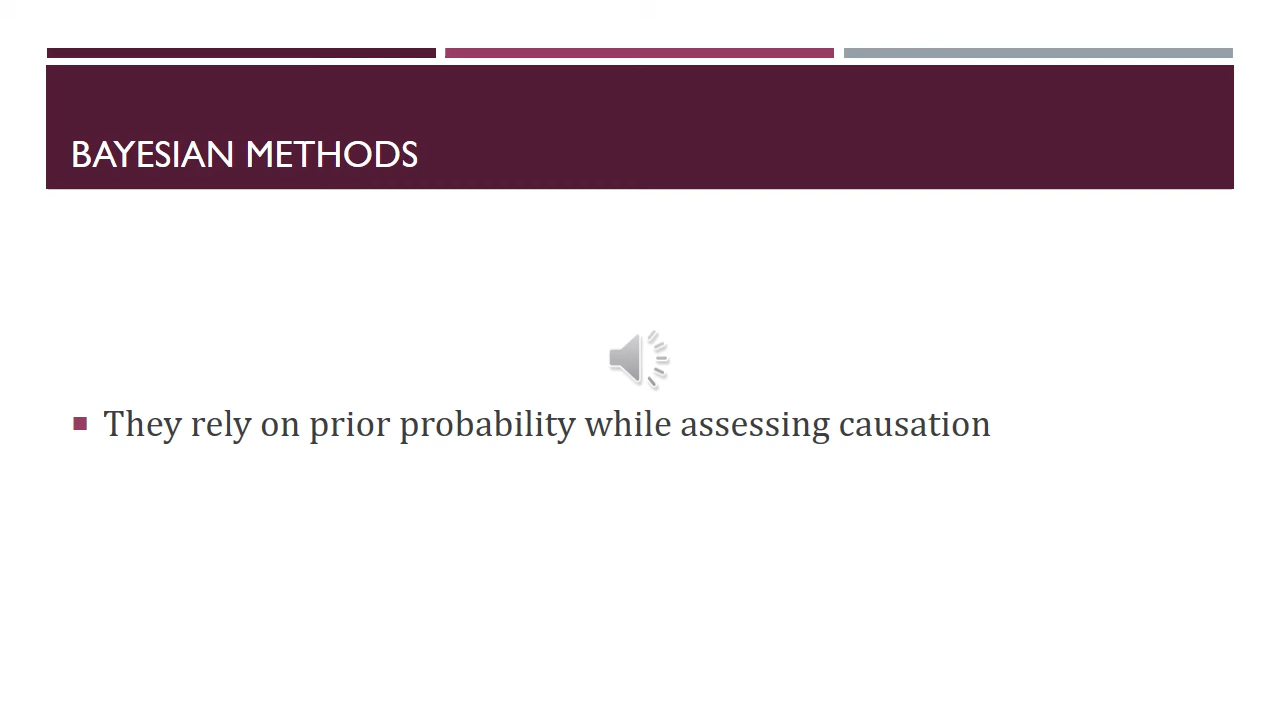 BAYESIAN METHODS
They rely on prior probability while assessing causation